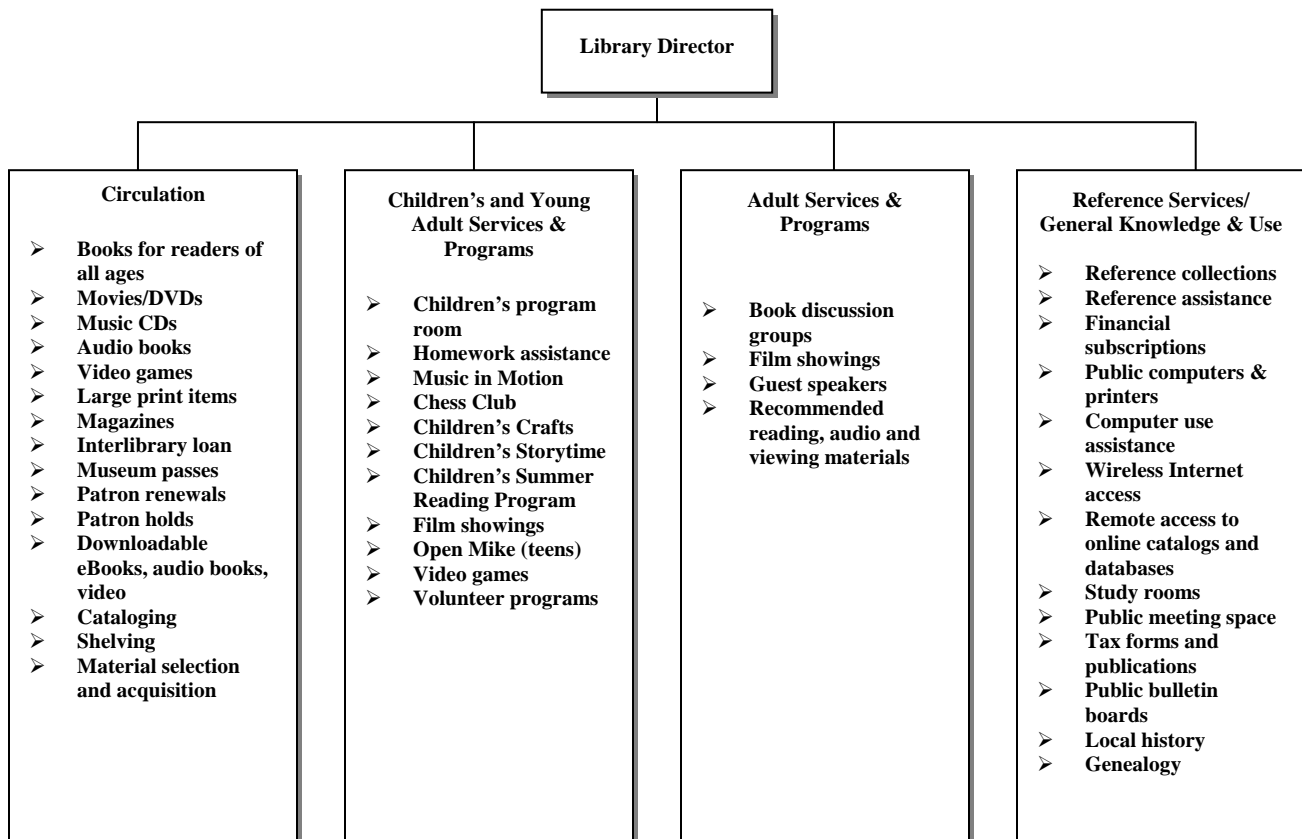 Library Director
Circulation
➢ Books for readers of
all ages
➢ Movies/DVDs
➢ Music CDs
➢ Audio books
➢ Video games
➢ Large print items
➢ Magazines
➢ Interlibrary loan
➢ Museum passes
➢ Patron renewals
➢ Patron holds
➢ Downloadable
eBooks, audio books,
video
➢ Cataloging
➢ Shelving
➢ Material selection
and acquisition
Children’s and Young
Adult Services &
Programs
➢ Children’s program
room
➢ Homework assistance
➢ Music in Motion
➢ Chess Club
➢ Children’s Crafts
➢ Children’s Storytime
➢ Children’s Summer
Reading Program
➢ Film showings
➢ Open Mike (teens)
➢ Video games
➢ Volunteer programs
Adult Services &
Programs
➢ Book discussion
groups
➢ Film showings
➢ Guest speakers
➢ Recommended
reading, audio and
viewing materials
Reference Services/
General Knowledge & Use
➢ Reference collections
➢ Reference assistance
➢ Financial
subscriptions
➢ Public computers &
printers
➢ Computer use
assistance
➢ Wireless Internet
access
➢ Remote access to
online catalogs and
databases
➢ Study rooms
➢ Public meeting space
➢ Tax forms and
publications
➢ Public bulletin
boards
➢ Local history
➢ Genealogy